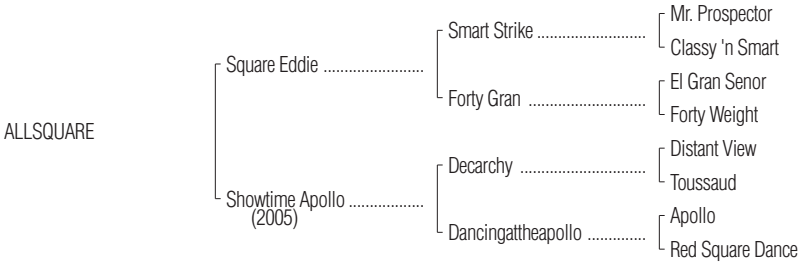 Mr. Prospector
Smart Strike ........................
Classy 'n Smart
Square Eddie ......................
El Gran Senor
Forty Gran ..........................
Forty Weight
ALLSQUARE
Distant View
Decarchy ............................
Toussaud
Showtime Apollo .................
(2005)
Apollo
Dancingattheapollo .............
Red Square Dance